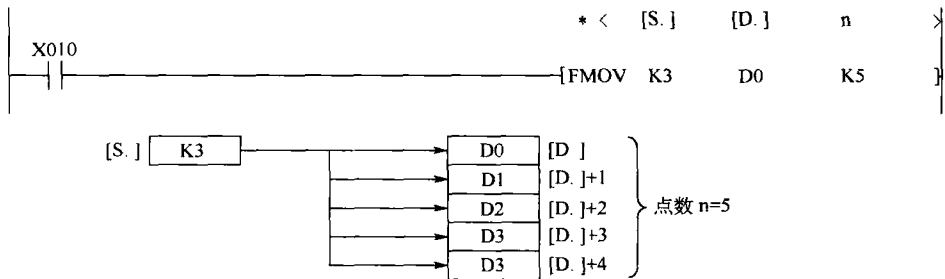 * < [S. ] [D. ] n >
X010
[FMOV K3 D0 K5 ]
[S. ] K3 D0 [D ]
D1 [D. ]+1
D2 [D. ]+2
点数 n=5
D3 [D. ]+3
D3 [D. ]+4